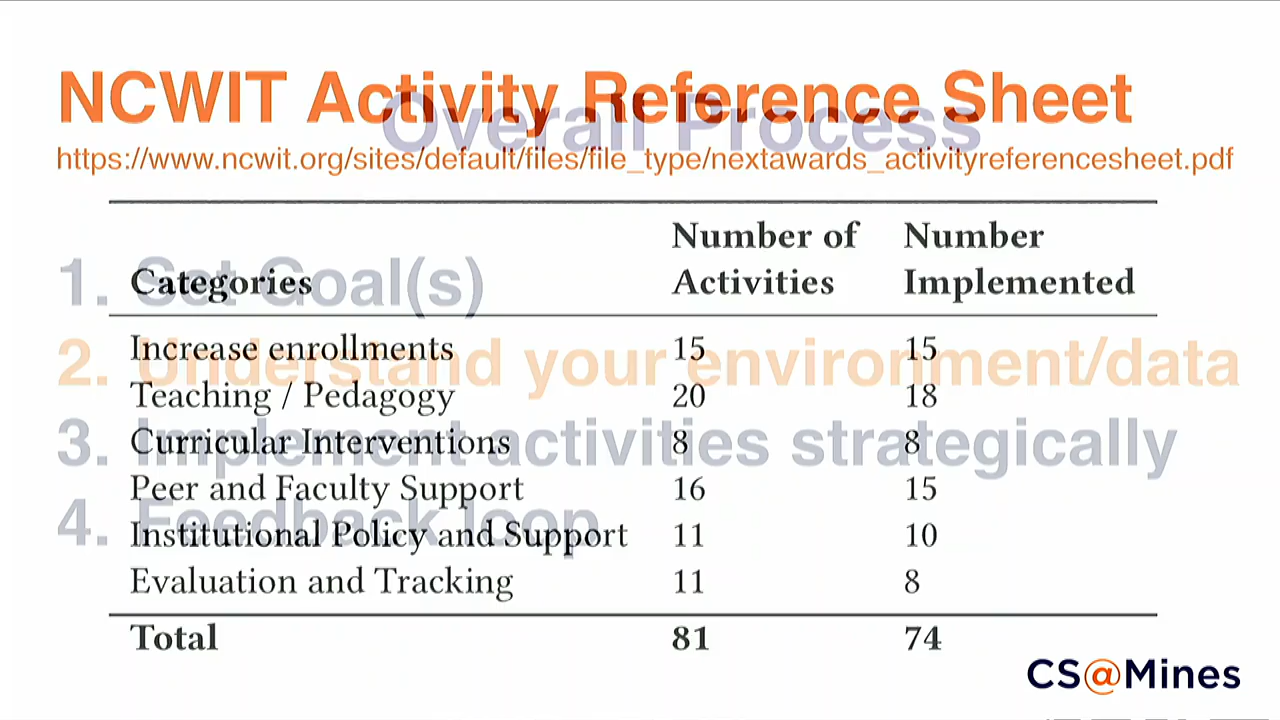 NCWIT Activity Reference Sheet
https://www.ncwit.org/sites/default/files/file_type/nextawards_activityreferencesheet.pdf
Number of Number
Categories Activities Implemented
Increase enrollments 15 15
Teaching / Pedagogy 20 18
Curricular Interventions 8 8
Peer and Faculty Support 16 15
Institutional Policy and Support 11 10
Evaluation and Tracking 11 8
Total 81 74
Overall Process
1. Set Goal(s)
2. Understand your environment/data
3. Implement activities strategically
4. Feedback loop
CS@Mines